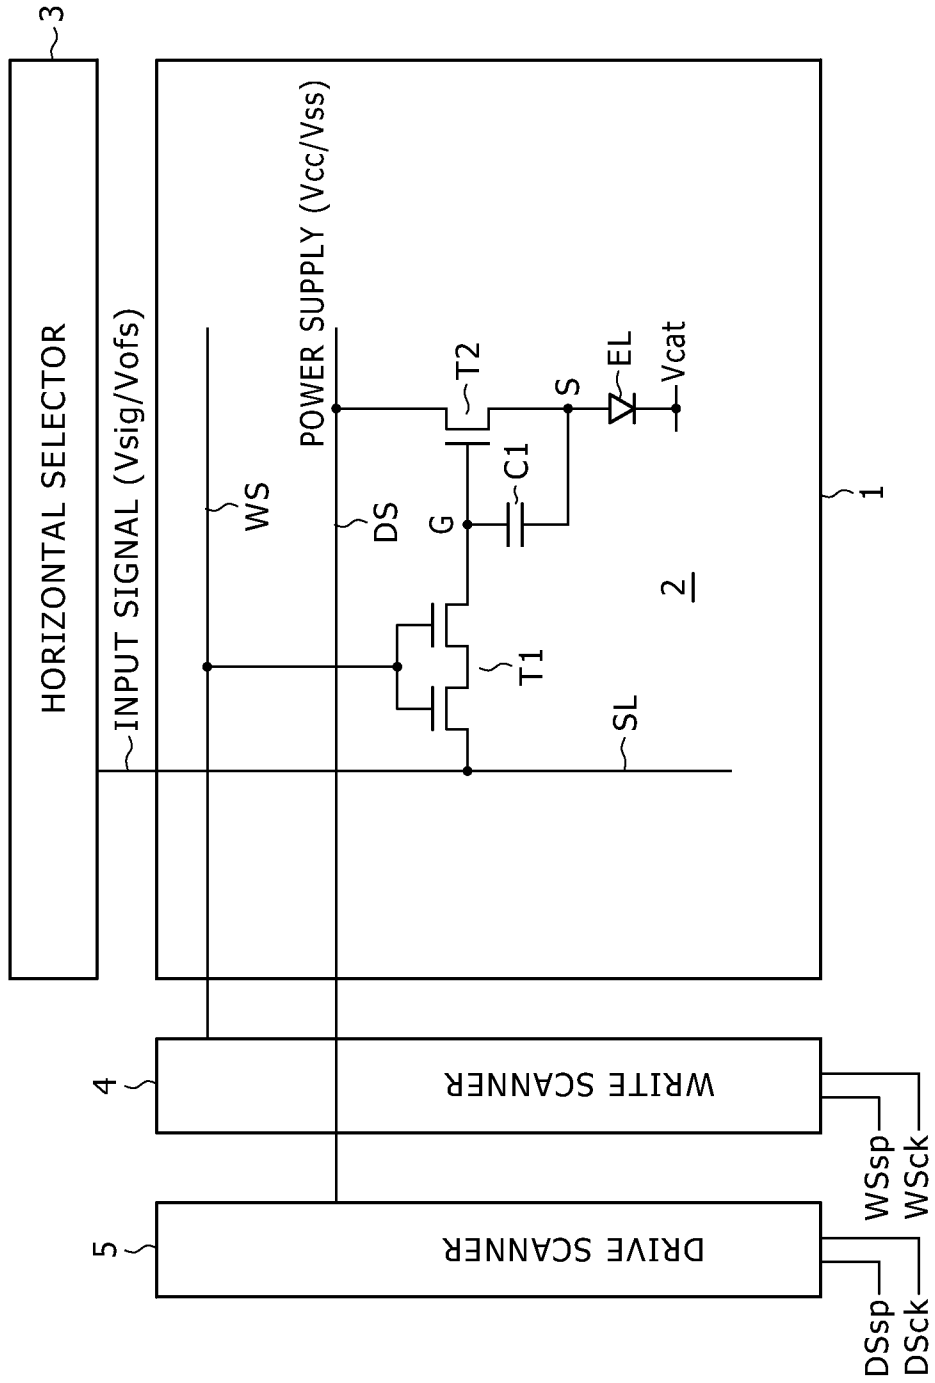 3
HORIZONTAL SELECTOR
INPUT SIGNAL (Vsig/Vofs)
WS
POWER SUPPLY (Vcc/Vss)
DS
T1
G
C1
T2
S
EL
Vcat
SL
2
1
4
WRITE SCANNER
WSsp
WSck
5
DRIVE SCANNER
DSsp
DSck